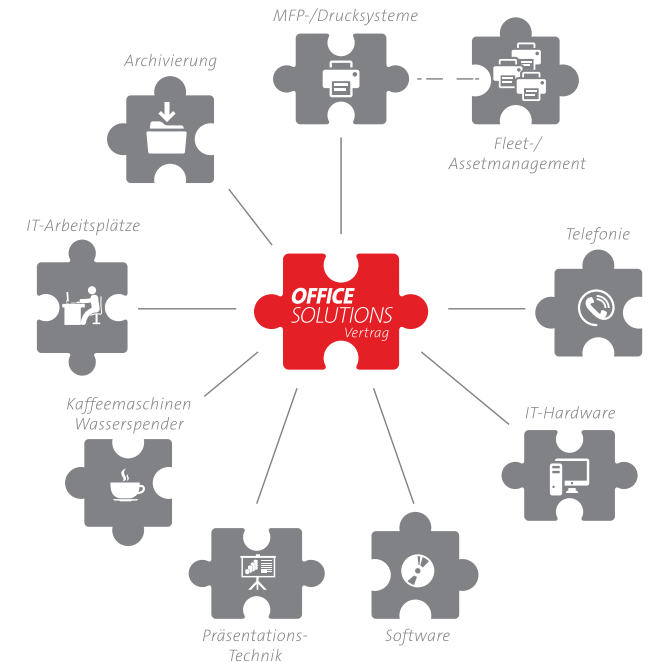 MFP-/Drucksysteme
Archivierung
Fleet-/
Assetmanagement
IT-Arbeitsplätze
Telefonie
OFFICE
SOLUTIONS
Vertrag
Kaffeemaschinen
Wasserspender
IT-Hardware
Präsentations-
Technik
Software